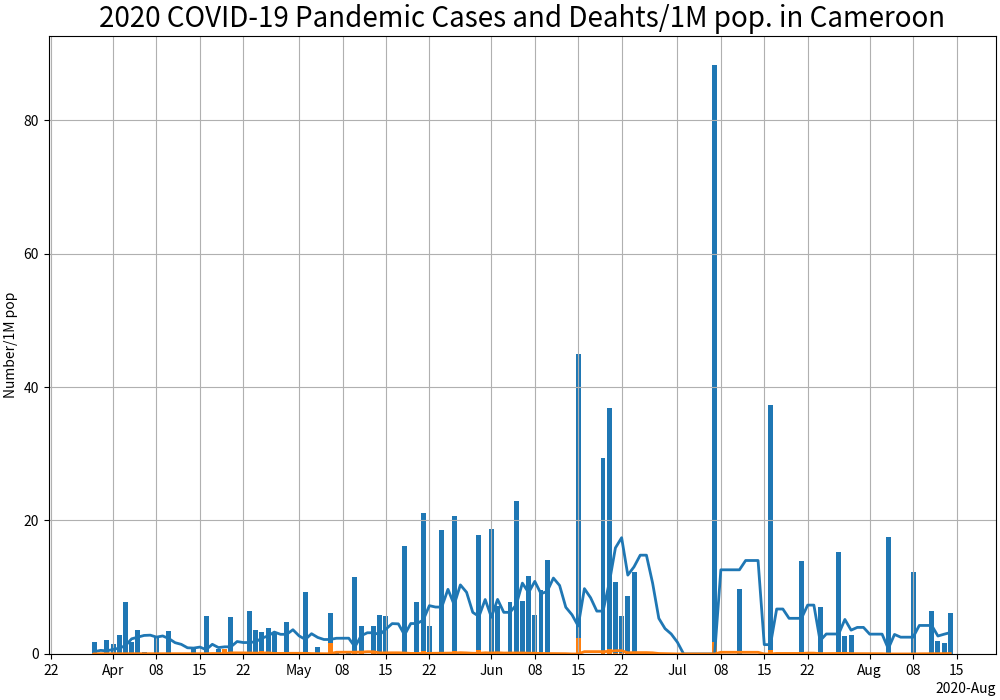 2020 COVID-19 Pandemic Cases and Deahts/1M pop. in Cameroon
Number/1M pop
80
60
40
20
0
22 Apr 08 15 22 May 08 15 22 Jun 08 15 22 Jul 08 15 22 Aug 08 15
2020-Aug